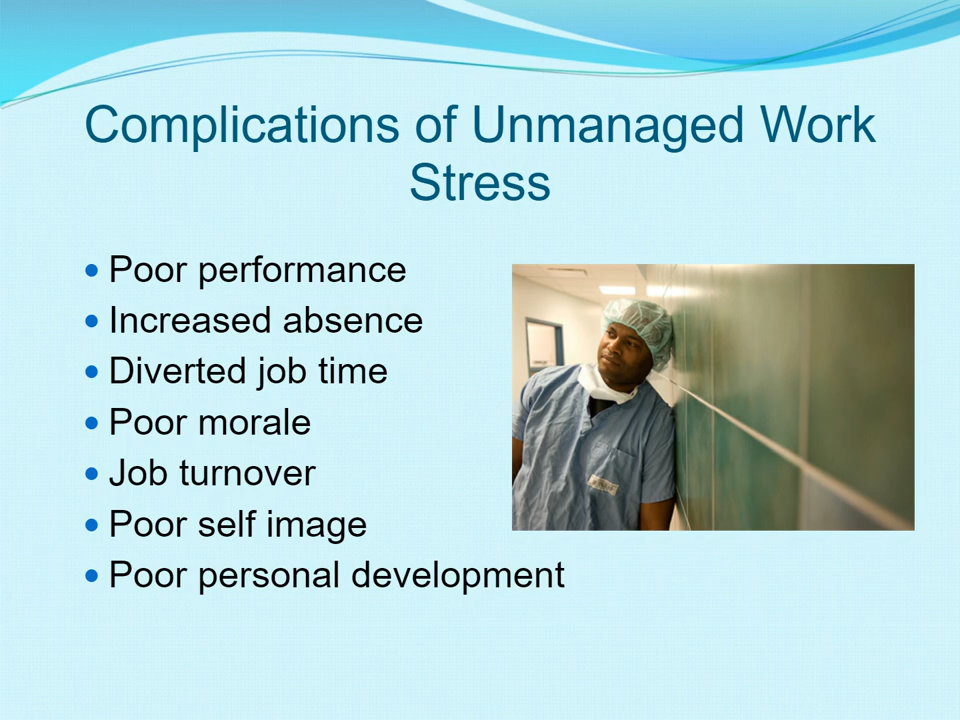 Complications of Unmanaged Work
Stress
Poor performance
Increased absence
Diverted job time
Poor morale
Job turnover
Poor self image
Poor personal development